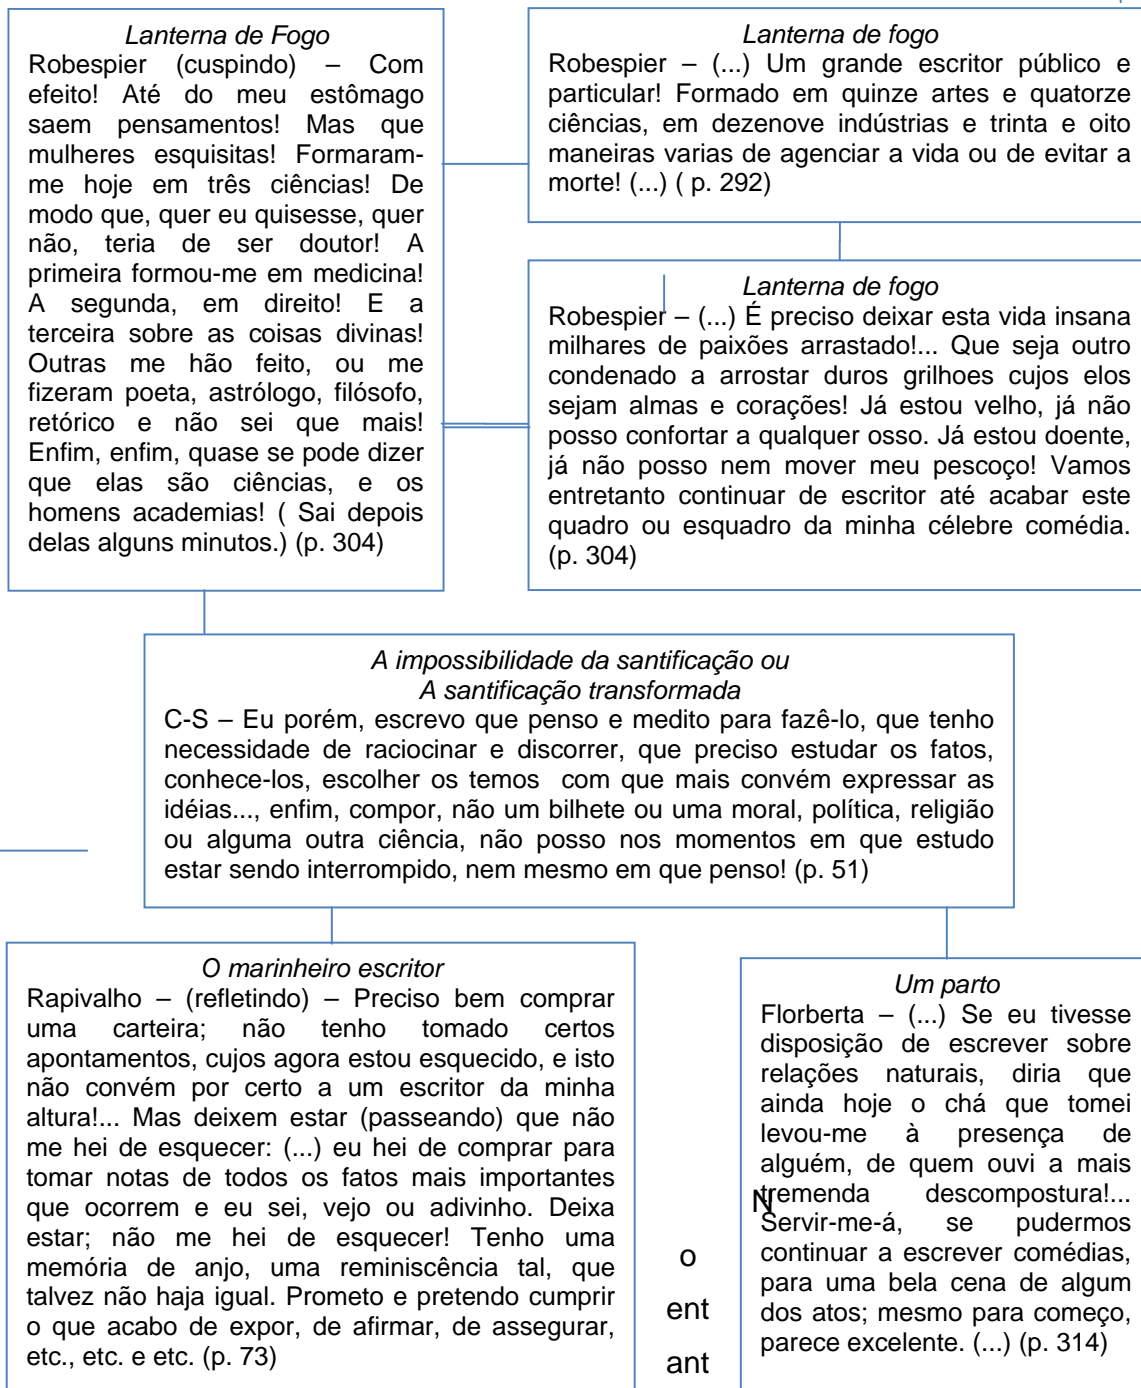 Lanterna de Fogo
Robespier (cuspindo) – Com
efeito! Até do meu estômago
saem pensamentos! Mas que
mulheres esquisitas! Formaram-
me hoje em três ciências! De
modo que, quer eu quisesse, quer
não, teria de ser doutor! A
primeira formou-me em medicina!
A segunda, em direito! E a
terceira sobre as coisas divinas!
Outras me hão feito, ou me
fizeram poeta, astrólogo, filósofo,
retórico e não sei que mais!
Enfim, enfim, quase se pode dizer
que elas são ciências, e os
homens academias! ( Sai depois
delas alguns minutos.) (p. 304)
Lanterna de fogo
Robespier – (...) Um grande escritor público e
particular! Formado em quinze artes e quatorze
ciências, em dezenove indústrias e trinta e oito
maneiras varias de agenciar a vida ou de evitar a
morte! (...) ( p. 292)
Lanterna de fogo
Robespier – (...) É preciso deixar esta vida insana
milhares de paixões arrastado!... Que seja outro
condenado a arrostar duros grilhoes cujos elos
sejam almas e corações! Já estou velho, já não
posso confortar a qualquer osso. Já estou doente,
já não posso nem mover meu pescoço! Vamos
entretanto continuar de escritor até acabar este
quadro ou esquadro da minha célebre comédia.
(p. 304)
A impossibilidade da santificação ou
A santificação transformada
C-S – Eu porém, escrevo que penso e medito para fazê-lo, que tenho
necessidade de raciocinar e discorrer, que preciso estudar os fatos,
conhece-los, escolher os temos com que mais convém expressar as
idéias..., enfim, compor, não um bilhete ou uma moral, política, religião
ou alguma outra ciência, não posso nos momentos em que estudo
estar sendo interrompido, nem mesmo em que penso! (p. 51)
O marinheiro escritor
Rapivalho – (refletindo) – Preciso bem comprar
uma carteira; não tenho tomado certos
apontamentos, cujos agora estou esquecido, e isto
não convém por certo a um escritor da minha
altura!... Mas deixem estar (passeando) que não
me hei de esquecer: (...) eu hei de comprar para
tomar notas de todos os fatos mais importantes
que ocorrem e eu sei, vejo ou adivinho. Deixa
estar; não me hei de esquecer! Tenho uma
memória de anjo, uma reminiscência tal, que
talvez não haja igual. Prometo e pretendo cumprir
o que acabo de expor, de afirmar, de assegurar,
etc., etc. e etc. (p. 73)
N
o
ent
ant
Um parto
Florberta – (...) Se eu tivesse
disposição de escrever sobre
relações naturais, diria que
ainda hoje o chá que tomei
levou-me à presença de
alguém, de quem ouvi a mais
tremenda descompostura!...
Servir-me-á, se pudermos
continuar a escrever comédias,
para uma bela cena de algum
dos atos; mesmo para começo,
parece excelente. (...) (p. 314)